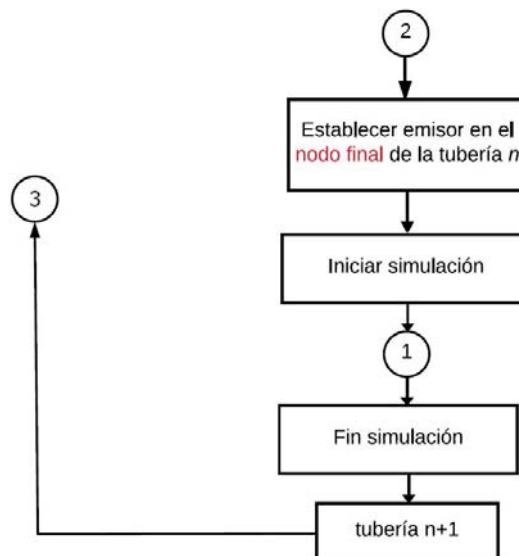 2
Establecer emisor en el
nodo final de la tubería n
3
Iniciar simulación
1
Fin simulación
tubería n+1